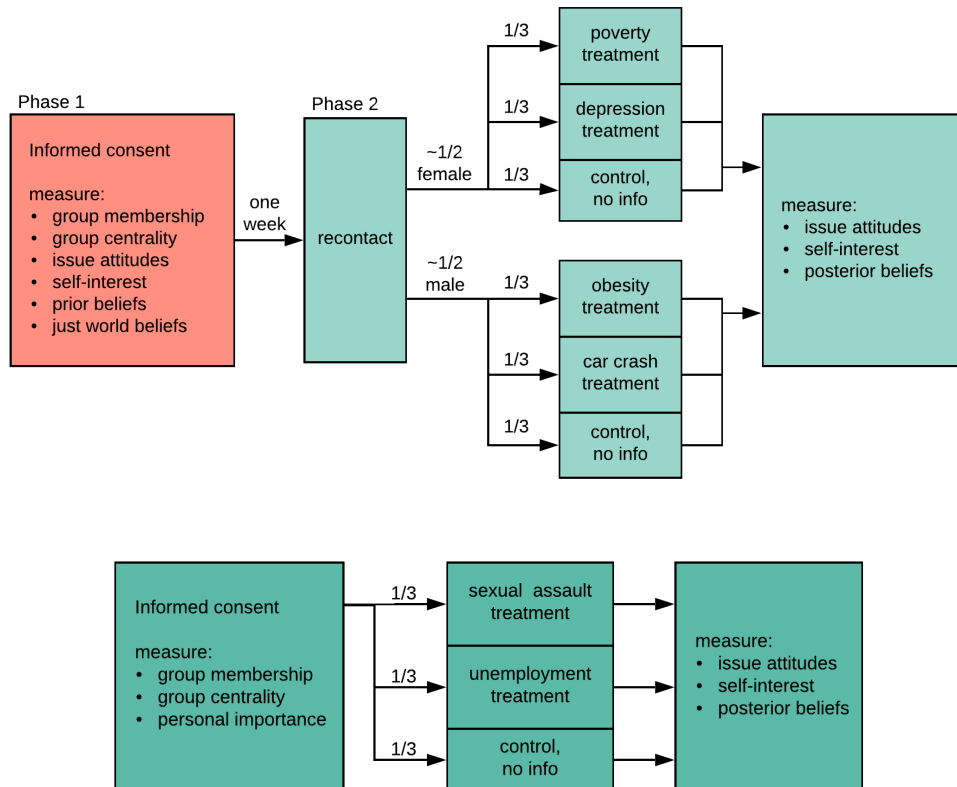 Phase 1
Informed consent
measure:
• group membership
• group centrality
• issue attitudes
• self-interest
• prior beliefs
• just world beliefs
one
week
Phase 2
recontact
~1/2
female
~1/2
male
1/3
poverty
treatment
1/3
depression
treatment
1/3
control,
no info
1/3
obesity
treatment
1/3
car crash
treatment
1/3
control,
no info
measure:
• issue attitudes
• self-interest
• posterior beliefs
Informed consent
measure:
• group membership
• group centrality
• personal importance
1/3
sexual assault
treatment
1/3
unemployment
treatment
1/3
control,
no info
measure:
• issue attitudes
• self-interest
• posterior beliefs